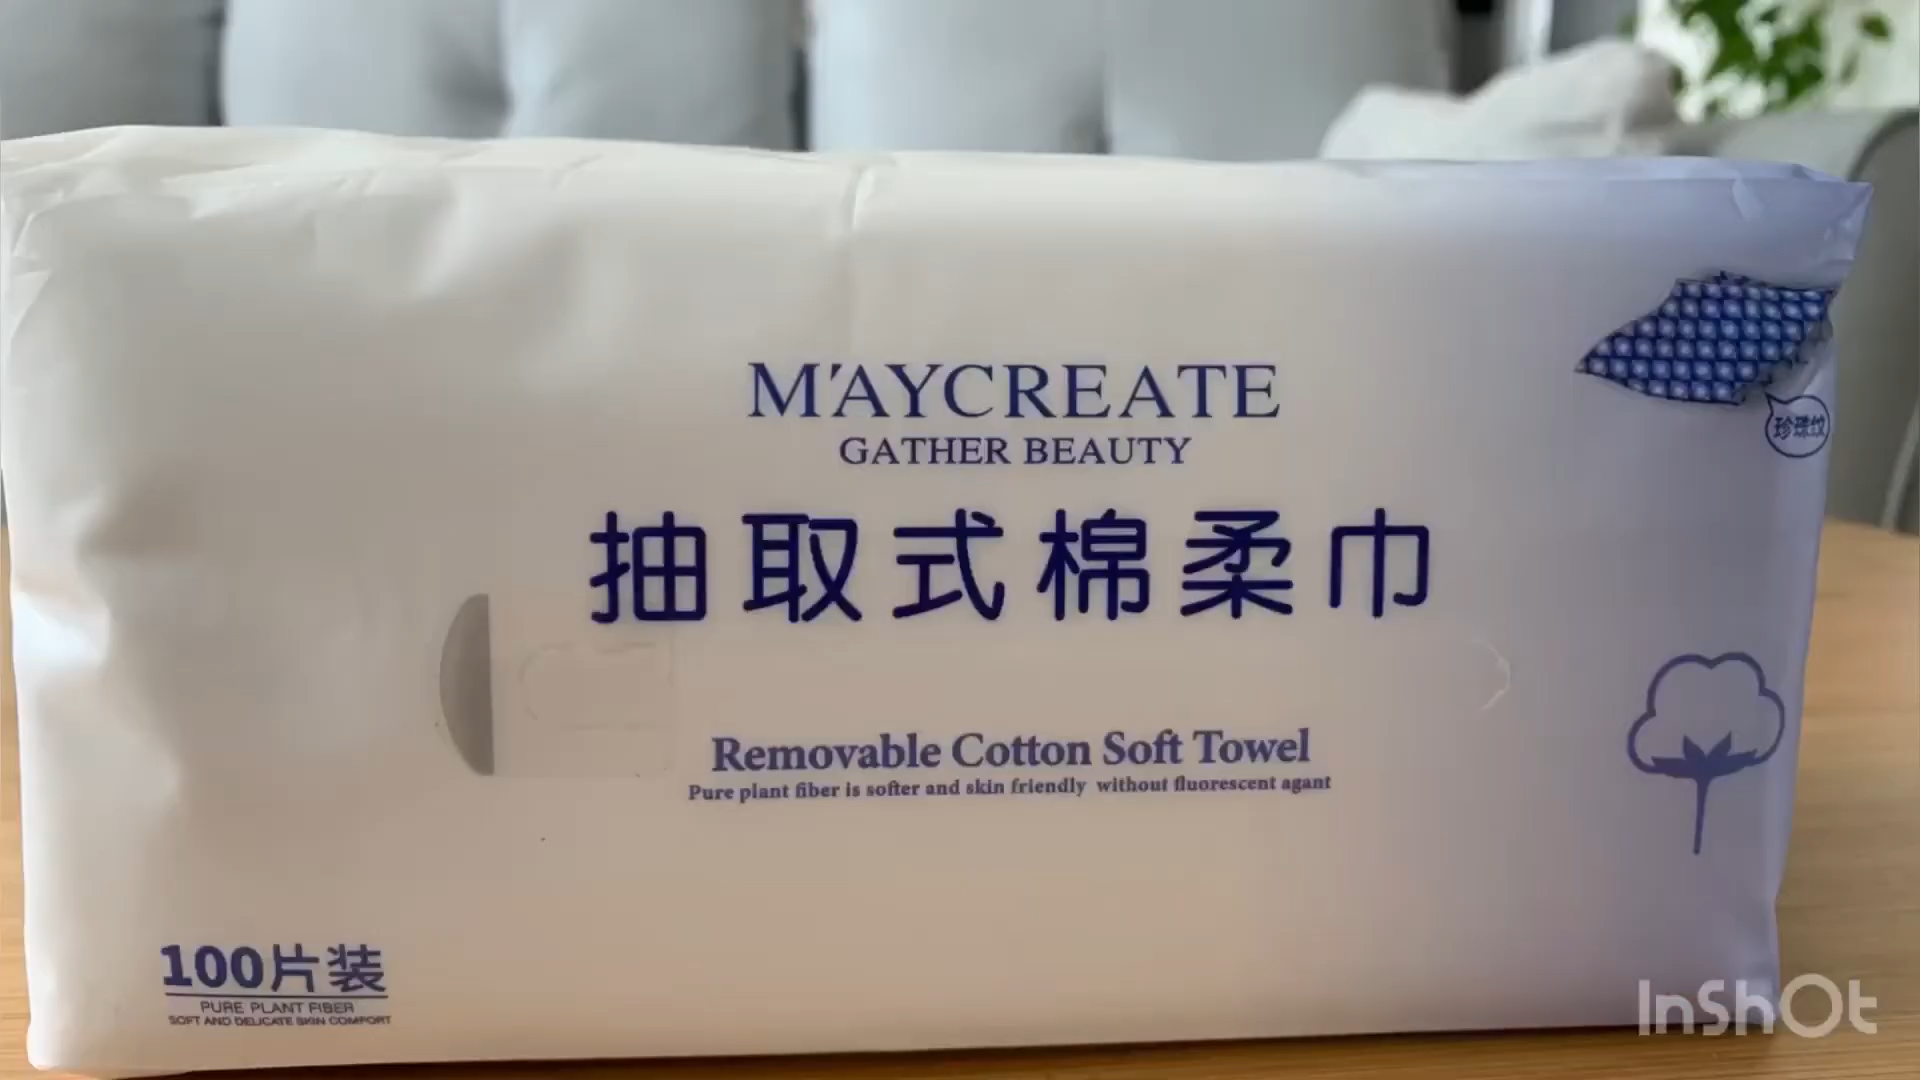 M'AYCREATE
GATHER BEAUTY
抽取式棉柔巾
珍珠纹
Removable Cotton Soft Towel
Pure plant fiber is softer and skin friendly without fluorescent agant
100片装
PURE PLANT FIBER
SOFT AND DELICATE SKIN COMFORT
InShOt